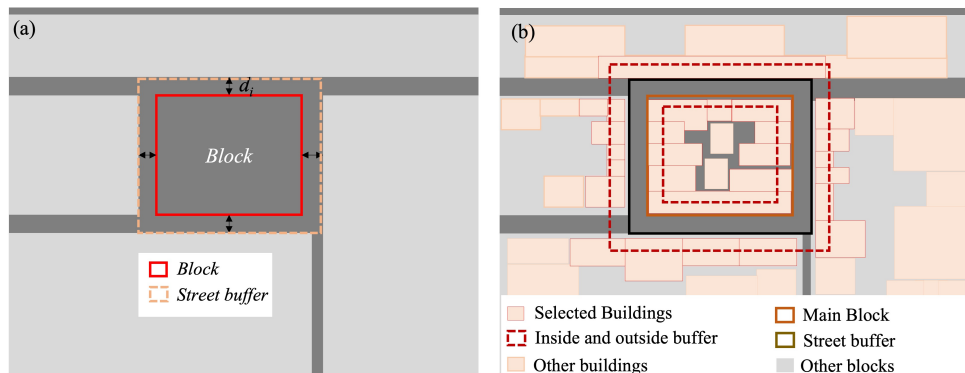 (a)
d_i
Block
Block
Street buffer
(b)
Selected Buildings
Inside and outside buffer
Other buildings
Main Block
Street buffer
Other blocks